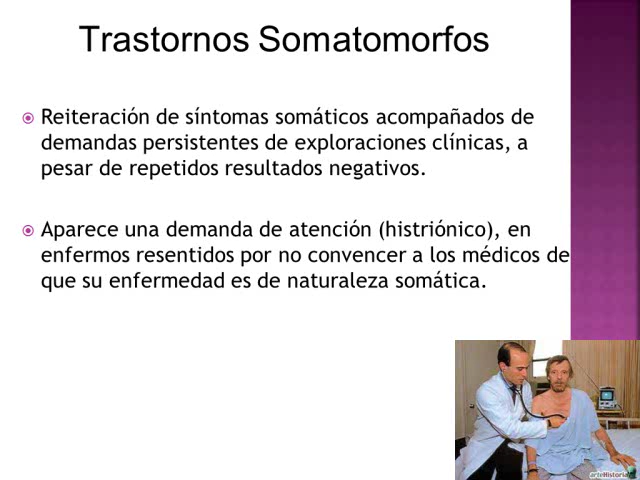 Trastornos Somatomorfos
Reiteración de síntomas somáticos acompañados de
demandas persistentes de exploraciones clínicas, a
pesar de repetidos resultados negativos.
Aparece una demanda de atención (histriónico), en
enfermos resentidos por no convencer a los médicos de
que su enfermedad es de naturaleza somática.
arteHistoria